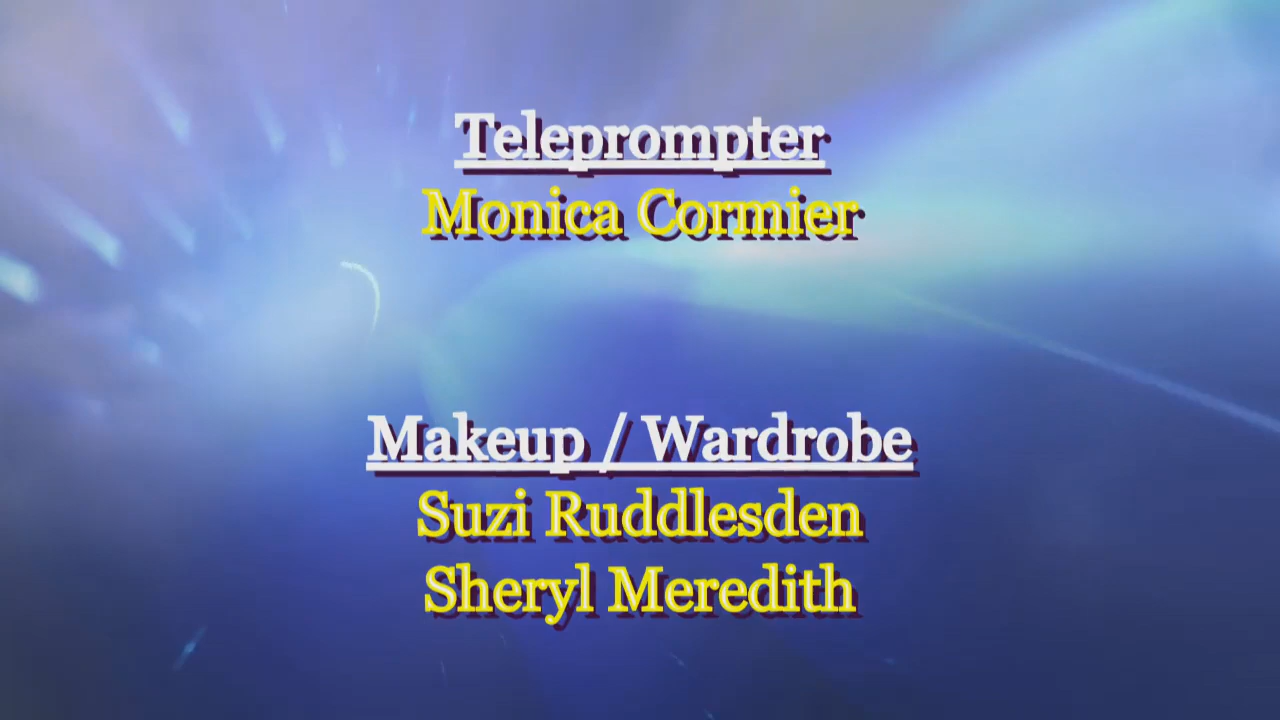 Teleprompter
Monica Cormier
Makeup / Wardrobe
Suzi Ruddlesden
Sheryl Meredith